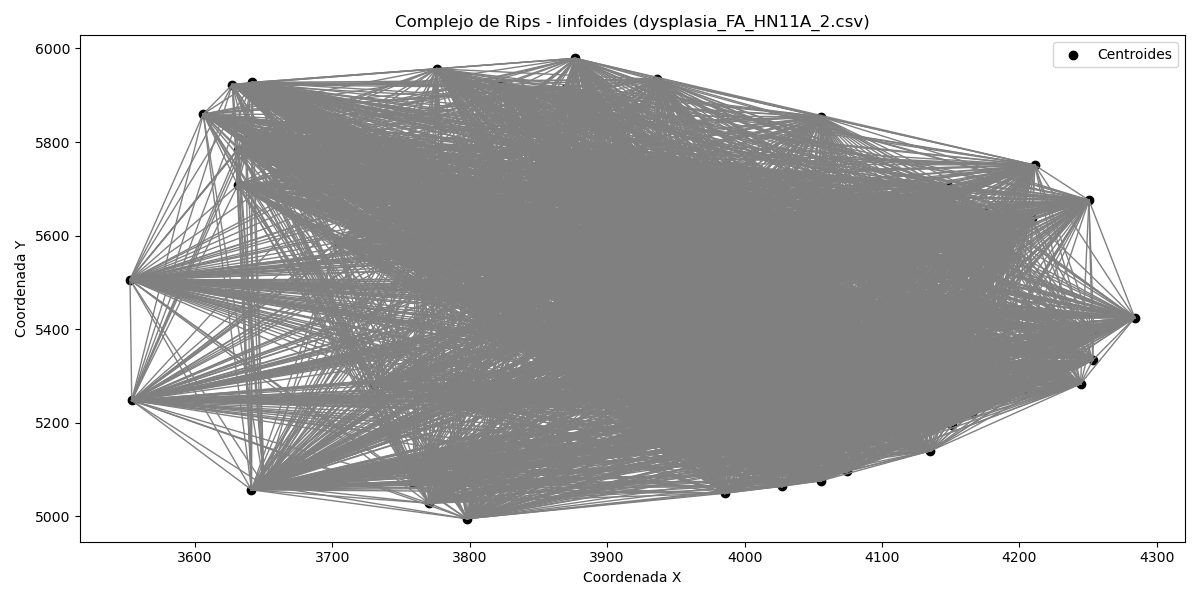 Complejo de Rips - linfoides (dysplasia_FA_HN11A_2.csv)
Centroides
Coordenada Y
6000
5800
5600
5400
5200
5000
3600 3700 3800 3900 4000 4100 4200 4300
Coordenada X